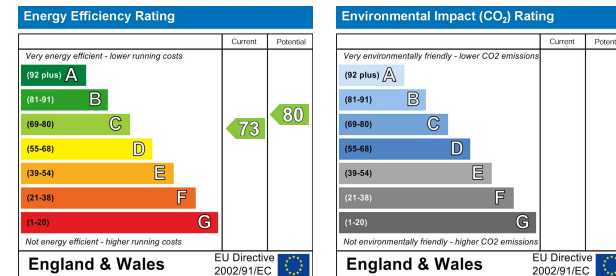 Energy Efficiency Rating
Current
Potential
Very energy efficient - lower running costs
(92 plus) A
(81-91) B
(69-80) C
(55-68) D
(39-54) E
(21-38) F
(1-20) G
73
80
Not energy efficient - higher running costs
England & Wales
EU Directive
2002/91/EC
Environmental Impact (CO₂) Rating
Current
Potent
Very environmentally friendly - lower CO2 emissions
(92 plus) A
(81-91) B
(69-80) C
(55-68) D
(39-54) E
(21-38) F
(1-20) G
Not environmentally friendly - higher CO2 emissions
England & Wales
EU Directive
2002/91/EC